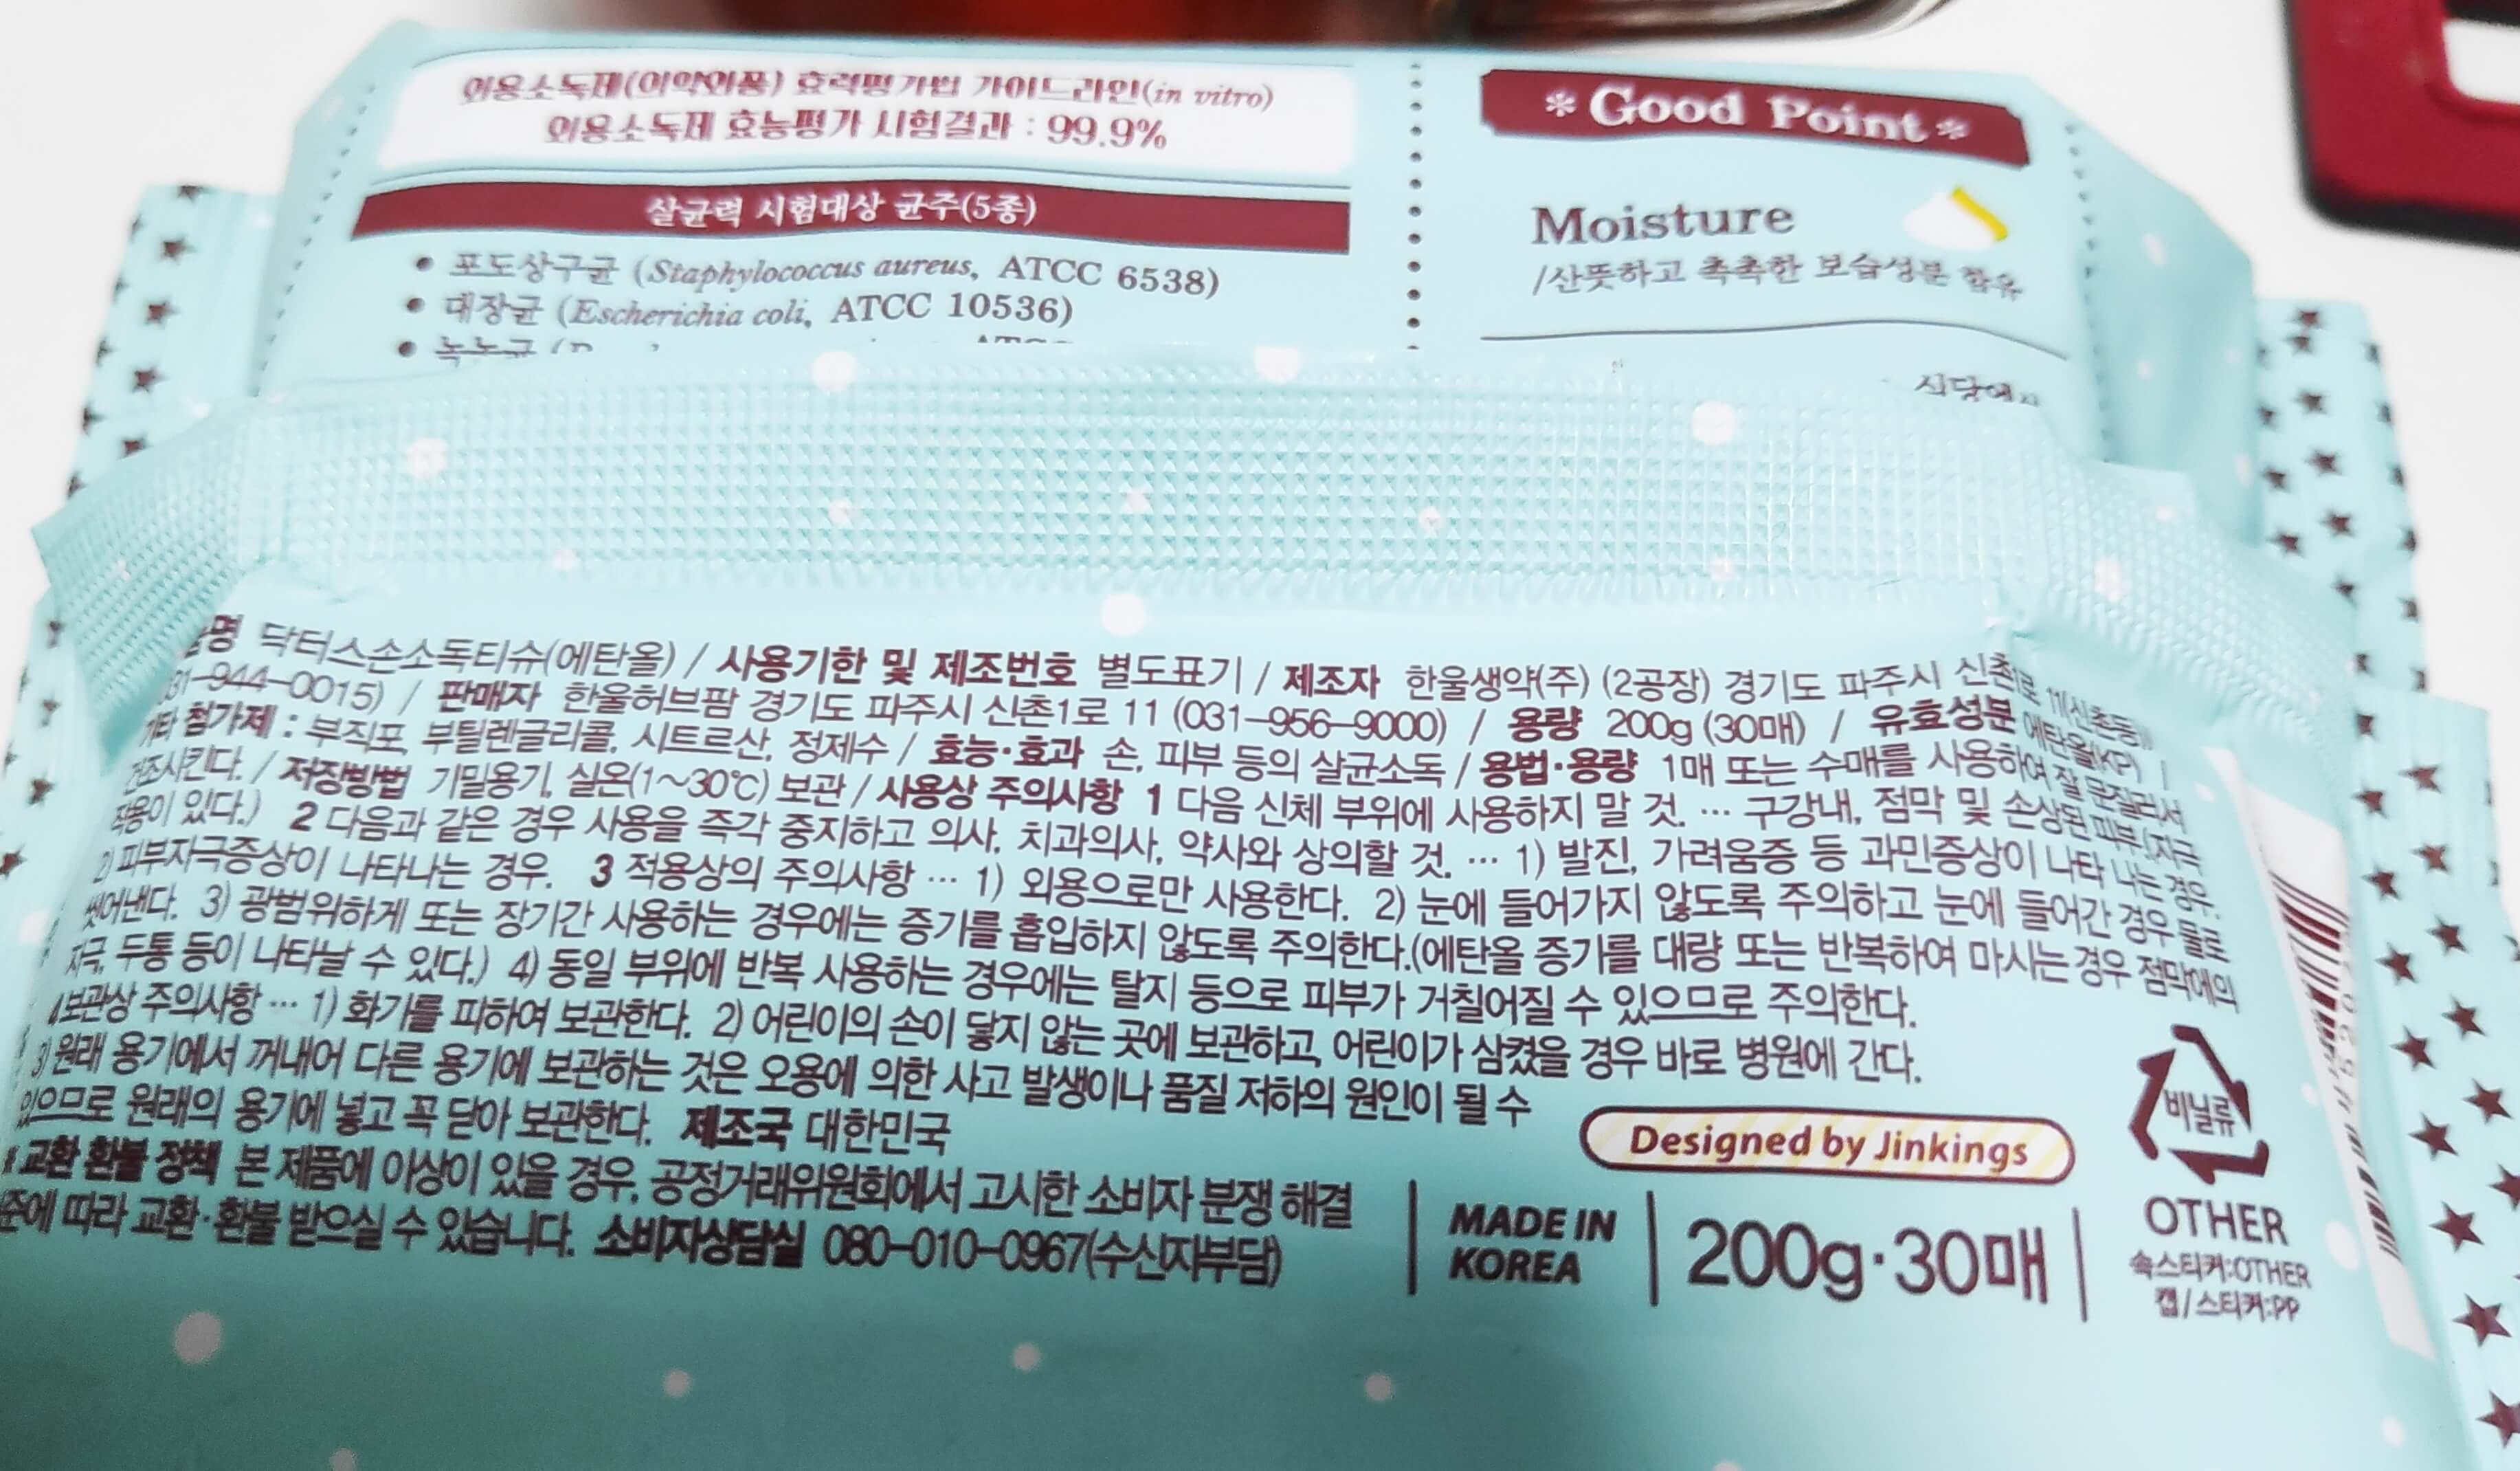 외용소독제(의약외품) 효력평가법 가이드라인(in vitro)
외용소독제 효능평가 시험결과 : 99.9%
살균력 시험대상 균주(5종)
• 포도상구균 (Staphylococcus aureus, ATCC 6538)
• 대장균 (Escherichia coli, ATCC 10536)
• 녹농균
* Good Point *
Moisture
/산뜻하고 촉촉한 보습성분 함유
식당에
명 닥터스손소독티슈(에탄올) / 사용기한 및 제조번호 별도표기 / 제조자 한울생약(주) (2공장) 경기도 파주시 신촌1로 11(신촌동)
31-944-0015) / 판매자 한울허브팜 경기도 파주시 신촌1로 11 (031-956-9000) / 용량 200g (30매) / 유효성분 에탄올(KP) /
기타 첨가제 : 부직포, 부틸렌글리콜, 시트르산, 정제수 / 효능·효과 손, 피부 등의 살균소독 / 용법·용량 1매 또는 수매를 사용하여 잘 문질러서
건조시킨다. / 저장방법 기밀용기, 실온(1~30℃) 보관 / 사용상 주의사항 1 다음 신체 부위에 사용하지 말 것. … 구강내, 점막 및 손상된 피부.(자극
작용이 있다.) 2 다음과 같은 경우 사용을 즉각 중지하고 의사, 치과의사, 약사와 상의할 것. … 1) 발진, 가려움증 등 과민증상이 나타 나는 경우.
2) 피부자극증상이 나타나는 경우. 3 적용상의 주의사항 … 1) 외용으로만 사용한다. 2) 눈에 들어가지 않도록 주의하고 눈에 들어간 경우 물로
씻어낸다. 3) 광범위하게 또는 장기간 사용하는 경우에는 증기를 흡입하지 않도록 주의한다.(에탄올 증기를 대량 또는 반복하여 마시는 경우 점막에의
자극, 두통 등이 나타날 수 있다.) 4) 동일 부위에 반복 사용하는 경우에는 탈지 등으로 피부가 거칠어질 수 있으므로 주의한다.
4 보관상 주의사항 … 1) 화기를 피하여 보관한다. 2) 어린이의 손이 닿지 않는 곳에 보관하고, 어린이가 삼켰을 경우 바로 병원에 간다.
3) 원래 용기에서 꺼내어 다른 용기에 보관하는 것은 오용에 의한 사고 발생이나 품질 저하의 원인이 될 수
있으므로 원래의 용기에 넣고 꼭 닫아 보관한다. 제조국 대한민국
교환 환불 정책 본 제품에 이상이 있을 경우, 공정거래위원회에서 고시한 소비자 분쟁 해결
준에 따라 교환·환불 받으실 수 있습니다. 소비자상담실 080-010-0967(수신자부담)
Designed by Jinkings
MADE IN
KOREA
200g·30매
비닐류
OTHER
속스티커:OTHER
캡/스티커:PP